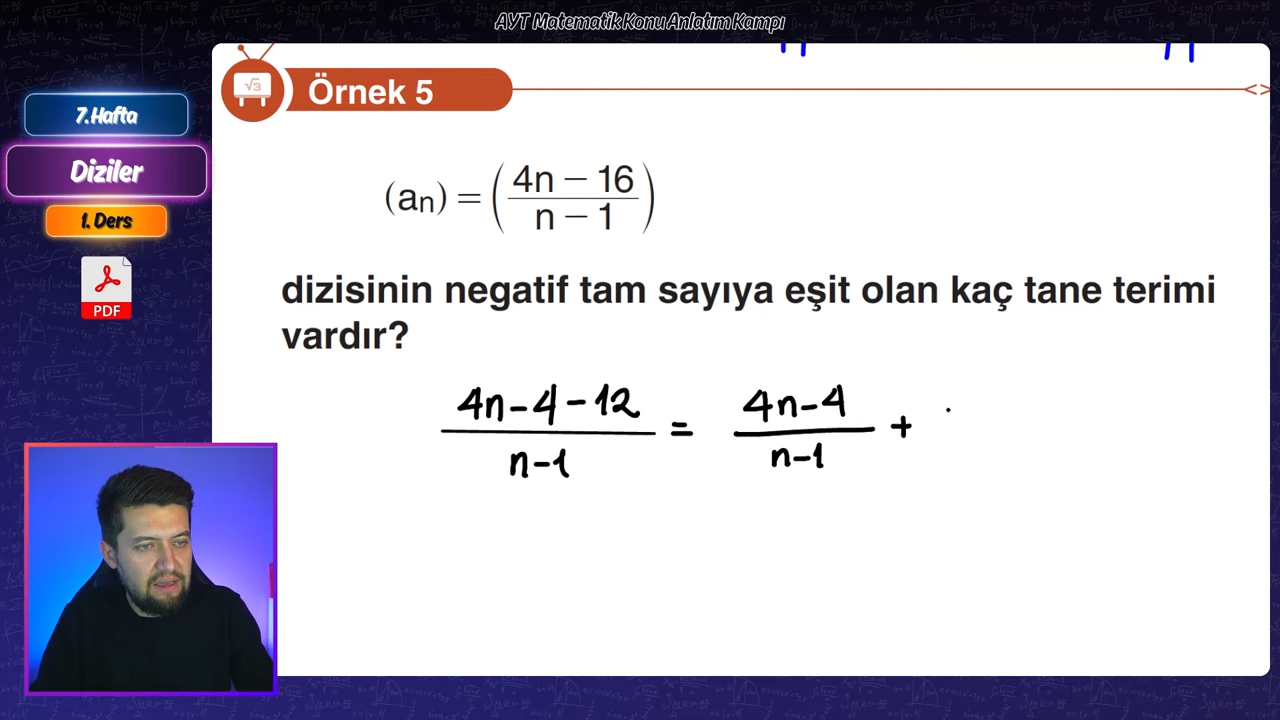 AYT Matematik Konu Anlatım Kampı
7.Hafta
Diziler
1. Ders
PDF
√3
Örnek 5
(aₙ) = ((4n − 16)/(n − 1))
dizisinin negatif tam sayıya eşit olan kaç tane terimi
vardır?
(4n-4-12)/(n-1) = (4n-4)/(n-1) +